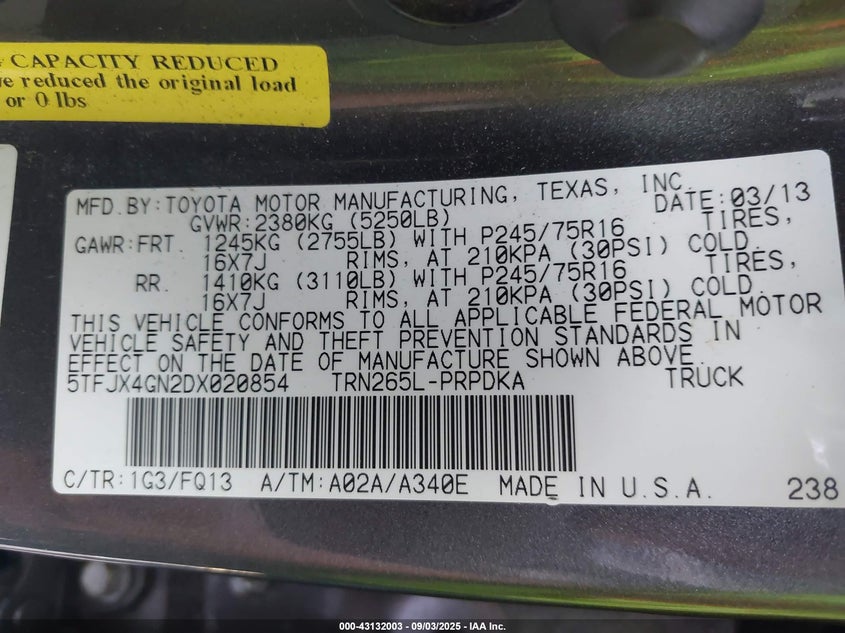 CAPACITY REDUCED
reduced the original load
or 0 lbs
MFD.BY:TOYOTA MOTOR MANUFACTURING, TEXAS, INC. DATE:03/13
GVWR:2380KG (5250LB)
GAWR:FRT. 1245KG (2755LB) WITH P245/75R16 TIRES,
16X7J RIMS, AT 210KPA (30PSI) COLD.
RR. 1410KG (3110LB) WITH P245/75R16 TIRES,
16X7J RIMS, AT 210KPA (30PSI) COLD.
THIS VEHICLE CONFORMS TO ALL APPLICABLE FEDERAL MOTOR
VEHICLE SAFETY AND THEFT PREVENTION STANDARDS IN
EFFECT ON THE DATE OF MANUFACTURE SHOWN ABOVE.
5TFJX4GN2DX020854 TRN265L-PRPDKA TRUCK
C/TR:1G3/FQ13 A/TM:A02A/A340E MADE IN U.S.A. 238
000-43132003 - 09/03/2025 - IAA Inc.